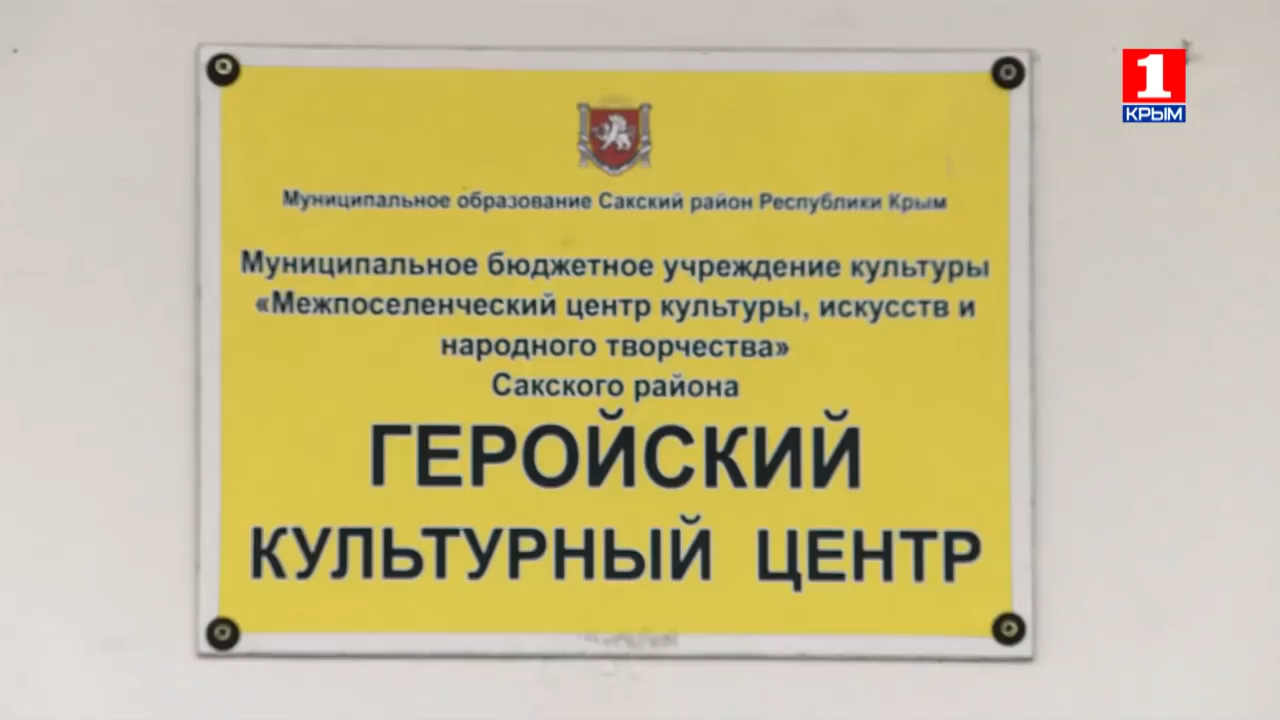 1
КРЫМ
Муниципальное образование Сакский район Республики Крым
Муниципальное бюджетное учреждение культуры
«Межпоселенческий центр культуры, искусств и
народного творчества»
Сакского района
ГЕРОЙСКИЙ
КУЛЬТУРНЫЙ ЦЕНТР